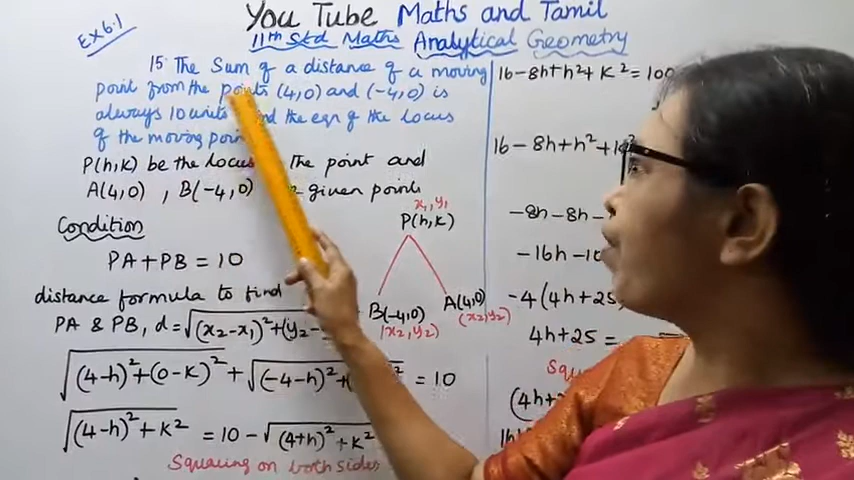 You Tube Maths and Tamil
11th Std Maths Analytical Geometry
Ex 6.1
15 The Sum of a distance of a moving
point from the points (4,0) and (-4,0) is
always 10 units the eqn of the locus
of the moving point
P(h,k) be the locus the point and
A(4,0) , B(-4,0) given points
Condition
PA+PB = 10
distance formula to find
PA & PB, d=√(x2-x1)²+(y2-
x1,y1
P(h,k)
B(-4,0) A(4,0)
(x2,y2) (x2,y2)
√(4-h)²+(0-k)² + √(-4-h)²+ = 10
√(4-h)²+k² = 10-√(4+h)²+k²
Squaring on both sides
16-8h+h²+k²=100
16-8h+h²+k²
-8h-8h
-16h-10
-4(4h+25
4h+25 =
Squ
(4h+2